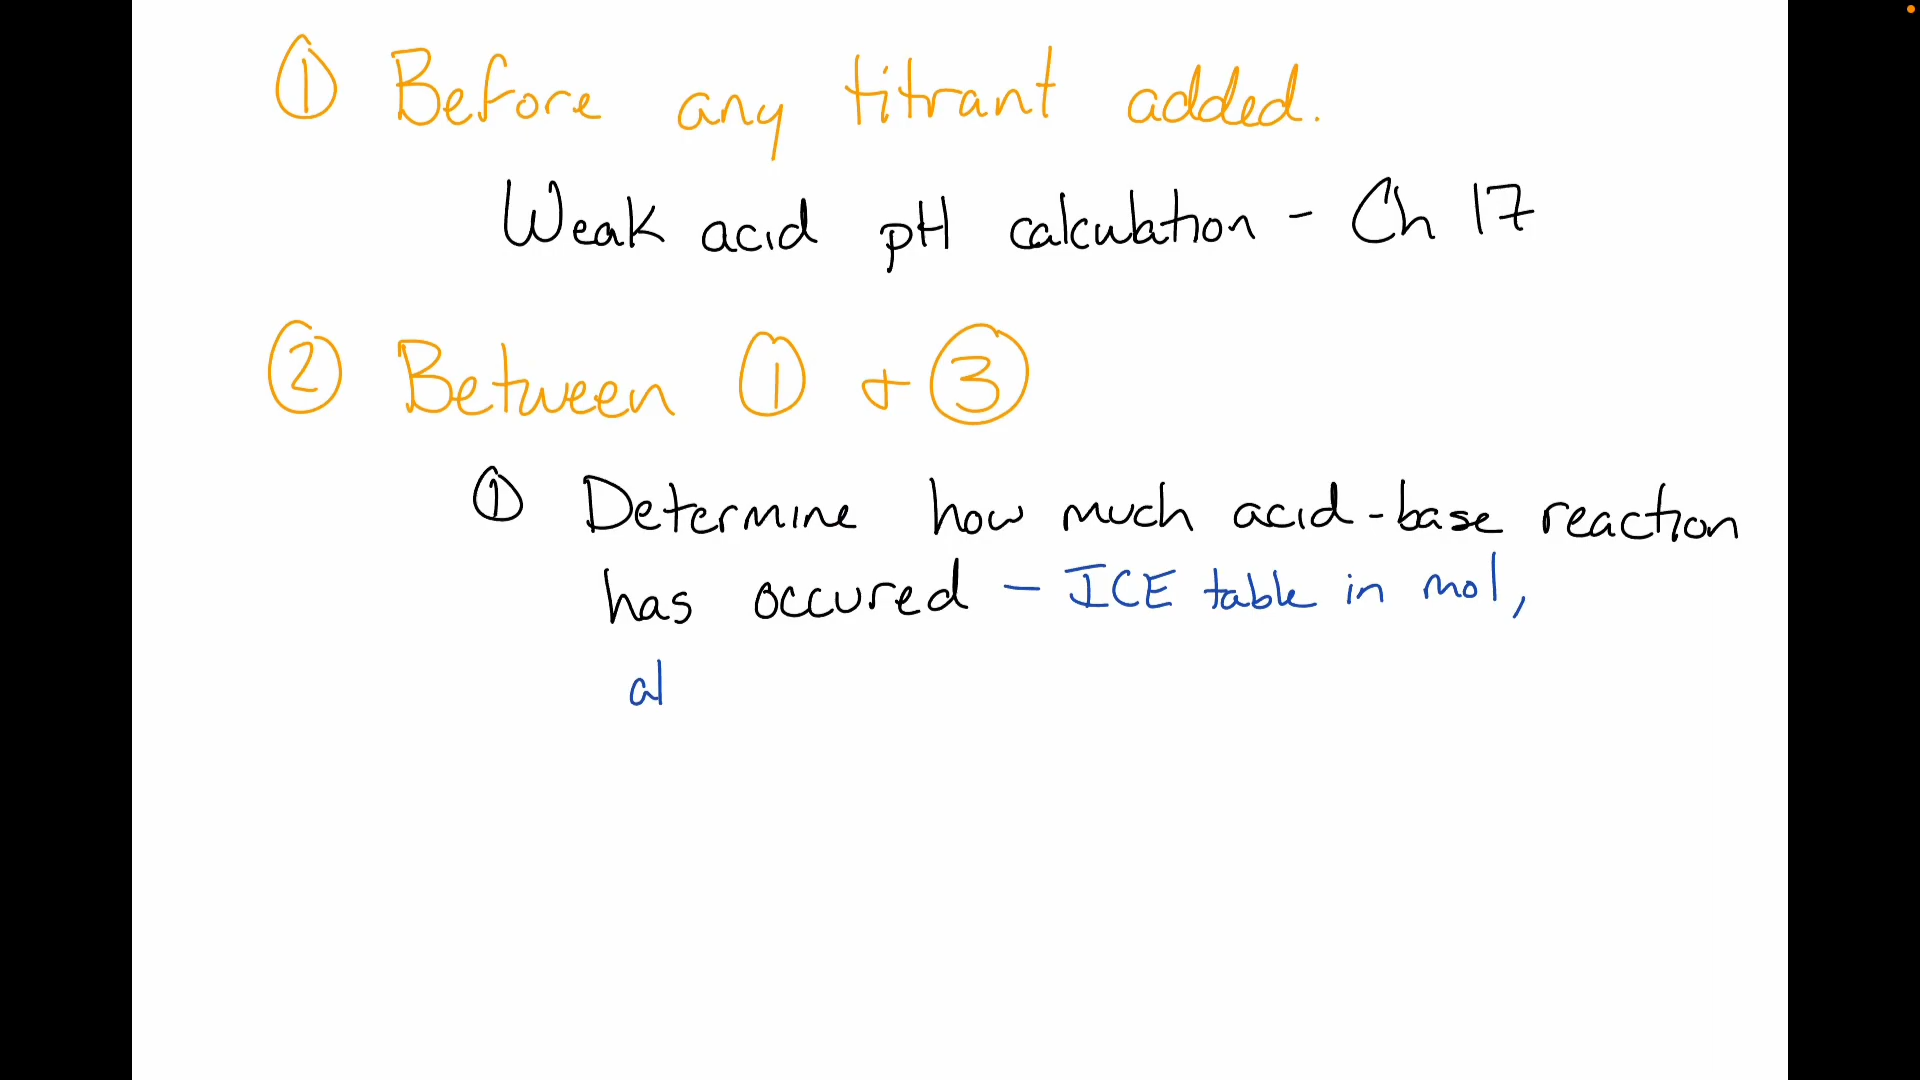 ① Before any titrant added.
Weak acid pH calculation - Ch 17
② Between ① + ③
① Determine how much acid-base reaction
has occured - ICE table in mol,
al